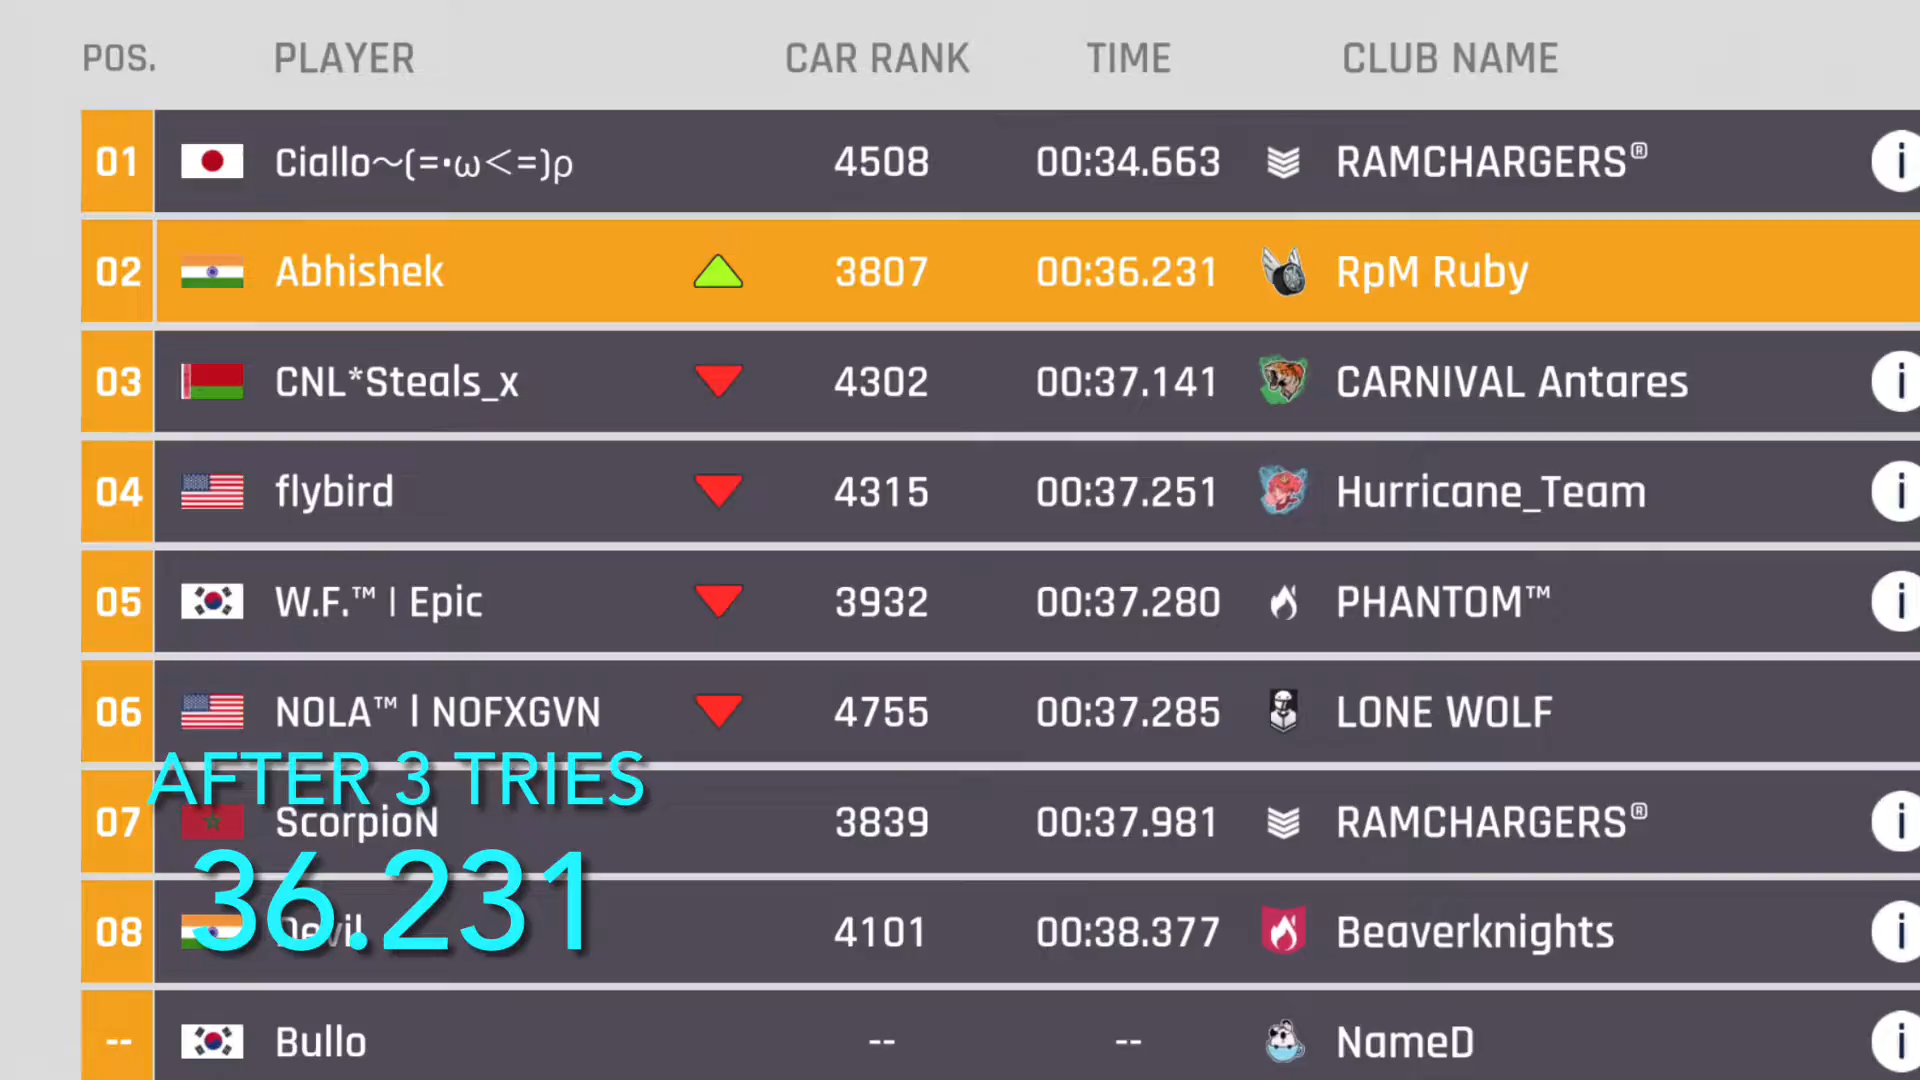 POS. PLAYER CAR RANK TIME CLUB NAME
01 Ciallo～(=･ω＜=)ρ 4508 00:34.663 RAMCHARGERS® i
02 Abhishek 3807 00:36.231 RpM Ruby
03 CNL*Steals_x 4302 00:37.141 CARNIVAL Antares i
04 flybird 4315 00:37.251 Hurricane_Team i
05 W.F.™ | Epic 3932 00:37.280 PHANTOM™ i
06 NOLA™ | NOFXGVN 4755 00:37.285 LONE WOLF
AFTER 3 TRIES
07 ScorpioN 3839 00:37.981 RAMCHARGERS® i
36.231
08 Devil 4101 00:38.377 Beaverknights i
-- Bullo -- -- NameD i